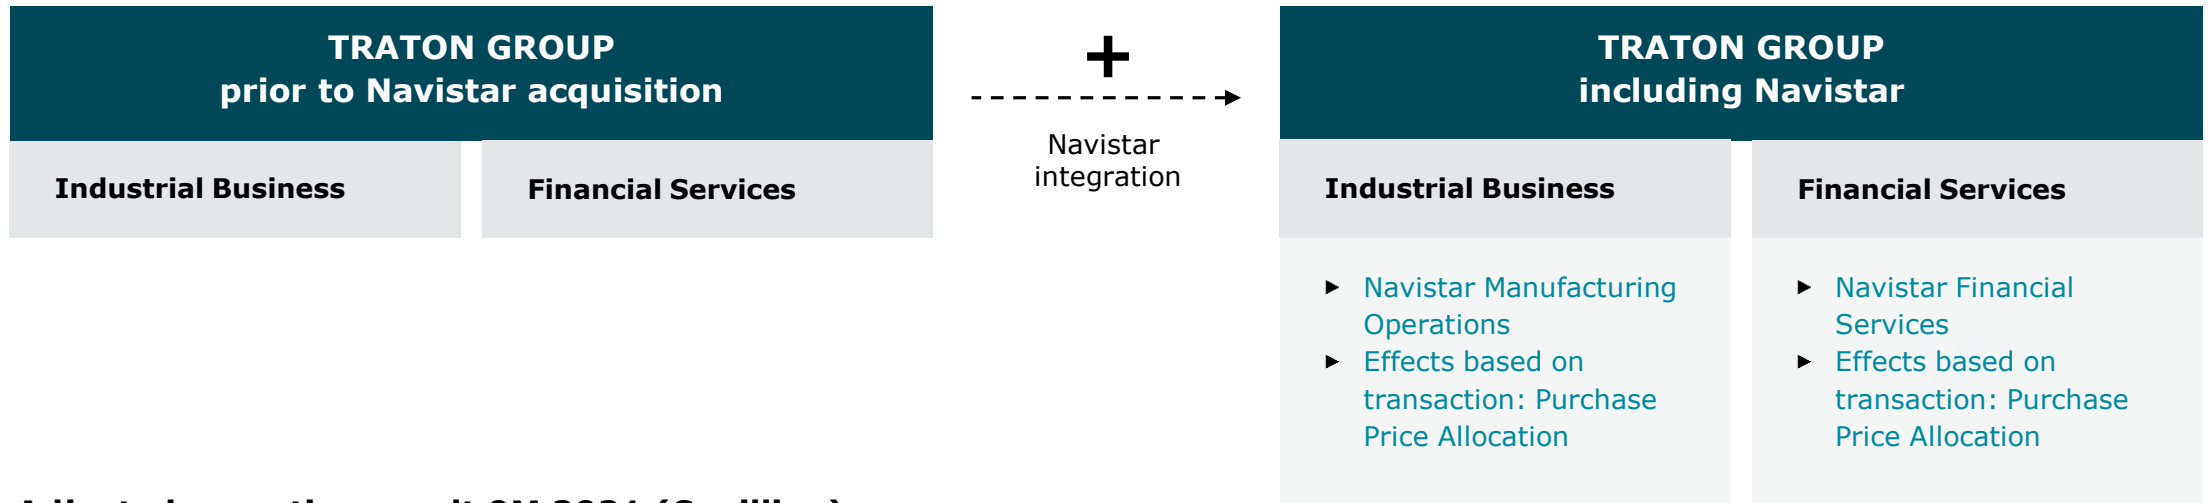 TRATON GROUP
prior to Navistar acquisition
Industrial Business
Financial Services
+
Navistar
integration
TRATON GROUP
including Navistar
Industrial Business
Financial Services
► Navistar Manufacturing
Operations
► Effects based on
transaction: Purchase
Price Allocation
► Navistar Financial
Services
► Effects based on
transaction: Purchase
Price Allocation